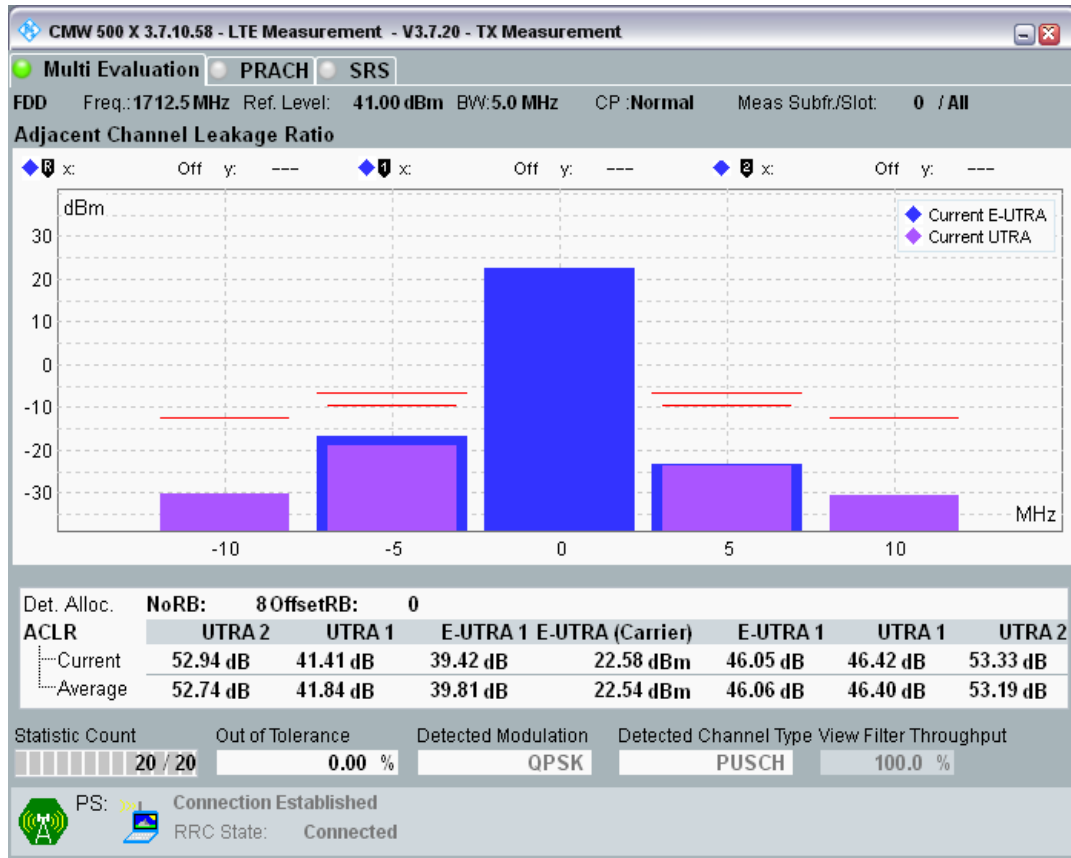 CMW 500 X 3.7.10.58 - LTE Measurement - V3.7.20 - TX Measurement
Multi Evaluation PRACH SRS
FDD Freq.:1712.5 MHz Ref. Level: 41.00 dBm BW:5.0 MHz CP :Normal Meas Subfr./Slot: 0 / All
Adjacent Channel Leakage Ratio
R x: Off y: --- 1 x: Off y: --- 2 x: Off y: ---
dBm
Current E-UTRA
Current UTRA
30
20
10
0
-10
-20
-30
MHz
-10 -5 0 5 10
Det. Alloc. NoRB: 8 OffsetRB: 0
ACLR UTRA 2 UTRA 1 E-UTRA 1 E-UTRA (Carrier) E-UTRA 1 UTRA 1 UTRA 2
Current 52.94 dB 41.41 dB 39.42 dB 22.58 dBm 46.05 dB 46.42 dB 53.33 dB
Average 52.74 dB 41.84 dB 39.81 dB 22.54 dBm 46.06 dB 46.40 dB 53.19 dB
Statistic Count Out of Tolerance Detected Modulation Detected Channel Type View Filter Throughput
20 / 20 0.00 % QPSK PUSCH 100.0 %
PS: Connection Established
RRC State: Connected